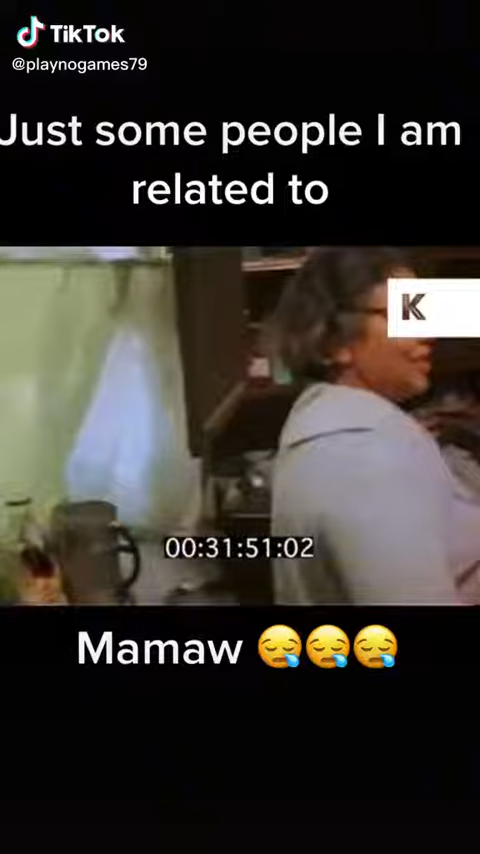 TikTok
@playnogames79
Just some people I am
related to
K
00:31:51:02
Mamaw 😪😪😪